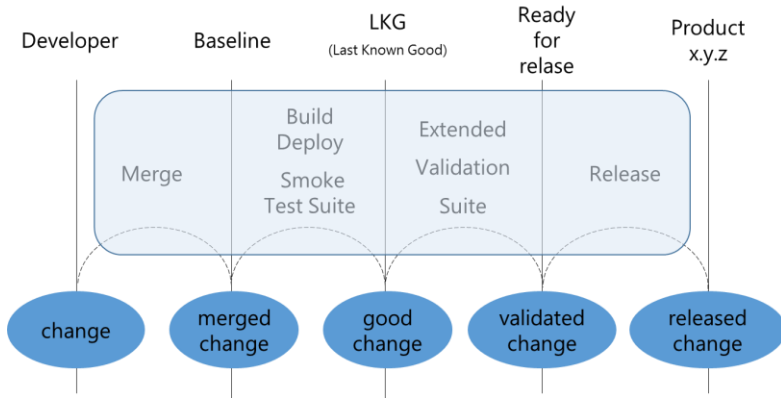 Developer
Baseline
LKG
(Last Known Good)
Ready
for
relase
Product
x.y.z
Merge
Build
Deploy
Smoke
Test Suite
Extended
Validation
Suite
Release
change
merged
change
good
change
validated
change
released
change